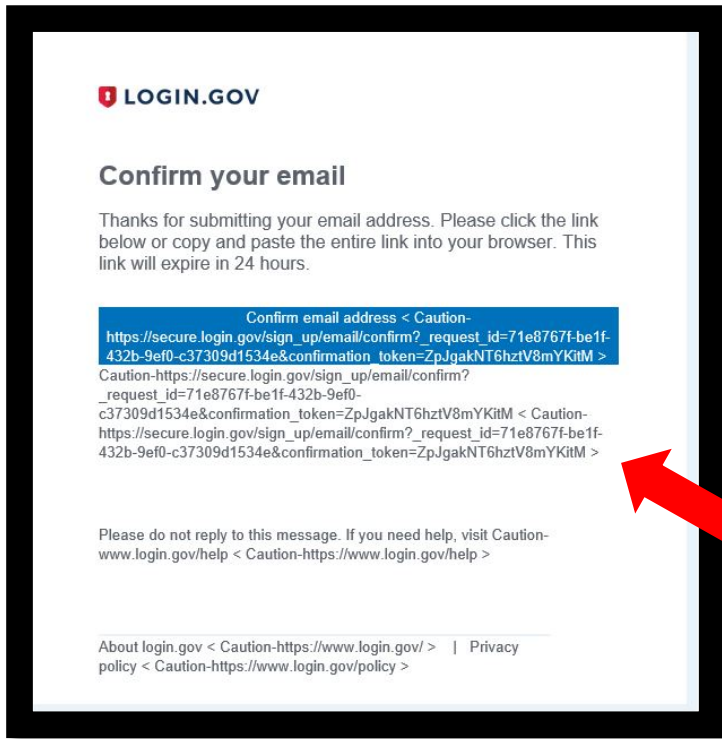 LOGIN.GOV
Confirm your email
Thanks for submitting your email address. Please click the link
below or copy and paste the entire link into your browser. This
link will expire in 24 hours.
Confirm email address < Caution-
https://secure.login.gov/sign_up/email/confirm?_request_id=71e8767f-be1f-
432b-9ef0-c37309d1534e&confirmation_token=ZpJgakNT6hztV8mYKitM >
Caution-https://secure.login.gov/sign_up/email/confirm?
_request_id=71e8767f-be1f-432b-9ef0-
c37309d1534e&confirmation_token=ZpJgakNT6hztV8mYKitM < Caution-
https://secure.login.gov/sign_up/email/confirm?_request_id=71e8767f-be1f-
432b-9ef0-c37309d1534e&confirmation_token=ZpJgakNT6hztV8mYKitM >
Please do not reply to this message. If you need help, visit Caution-
www.login.gov/help < Caution-https://www.login.gov/help >
About login.gov < Caution-https://www.login.gov/ > | Privacy
policy < Caution-https://www.login.gov/policy >